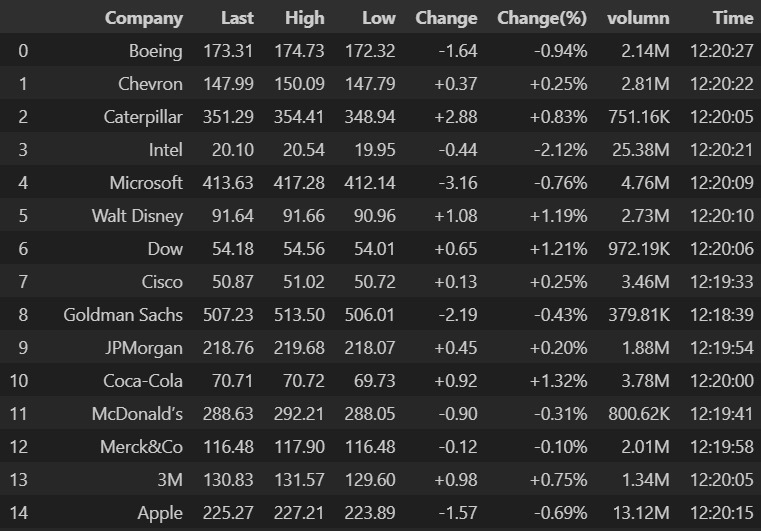 Company Last High Low Change Change(%) volumn Time
0 Boeing 173.31 174.73 172.32 -1.64 -0.94% 2.14M 12:20:27
1 Chevron 147.99 150.09 147.79 +0.37 +0.25% 2.81M 12:20:22
2 Caterpillar 351.29 354.41 348.94 +2.88 +0.83% 751.16K 12:20:05
3 Intel 20.10 20.54 19.95 -0.44 -2.12% 25.38M 12:20:21
4 Microsoft 413.63 417.28 412.14 -3.16 -0.76% 4.76M 12:20:09
5 Walt Disney 91.64 91.66 90.96 +1.08 +1.19% 2.73M 12:20:10
6 Dow 54.18 54.56 54.01 +0.65 +1.21% 972.19K 12:20:06
7 Cisco 50.87 51.02 50.72 +0.13 +0.25% 3.46M 12:19:33
8 Goldman Sachs 507.23 513.50 506.01 -2.19 -0.43% 379.81K 12:18:39
9 JPMorgan 218.76 219.68 218.07 +0.45 +0.20% 1.88M 12:19:54
10 Coca-Cola 70.71 70.72 69.73 +0.92 +1.32% 3.78M 12:20:00
11 McDonald’s 288.63 292.21 288.05 -0.90 -0.31% 800.62K 12:19:41
12 Merck&Co 116.48 117.90 116.48 -0.12 -0.10% 2.01M 12:19:58
13 3M 130.83 131.57 129.60 +0.98 +0.75% 1.34M 12:20:05
14 Apple 225.27 227.21 223.89 -1.57 -0.69% 13.12M 12:20:15